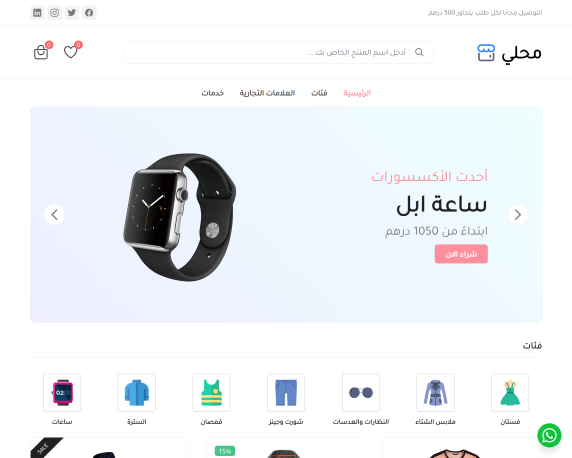 التوصيل مجانا لكل طلب يتجاوز 500 درهم
محلي
أدخل اسم المنتج الخاص بك ...
0
0
الرئيسية
فئات
العلامات التجارية
خدمات
أحدث الأكسسورات
ساعة ابل
ابتداءً من 1050 درهم
شراء الان
فئات
فستان
ملابس الشتاء
النظارات والعدسات
شورت وجينز
قمصان
السترة
ساعات
15%
SALE